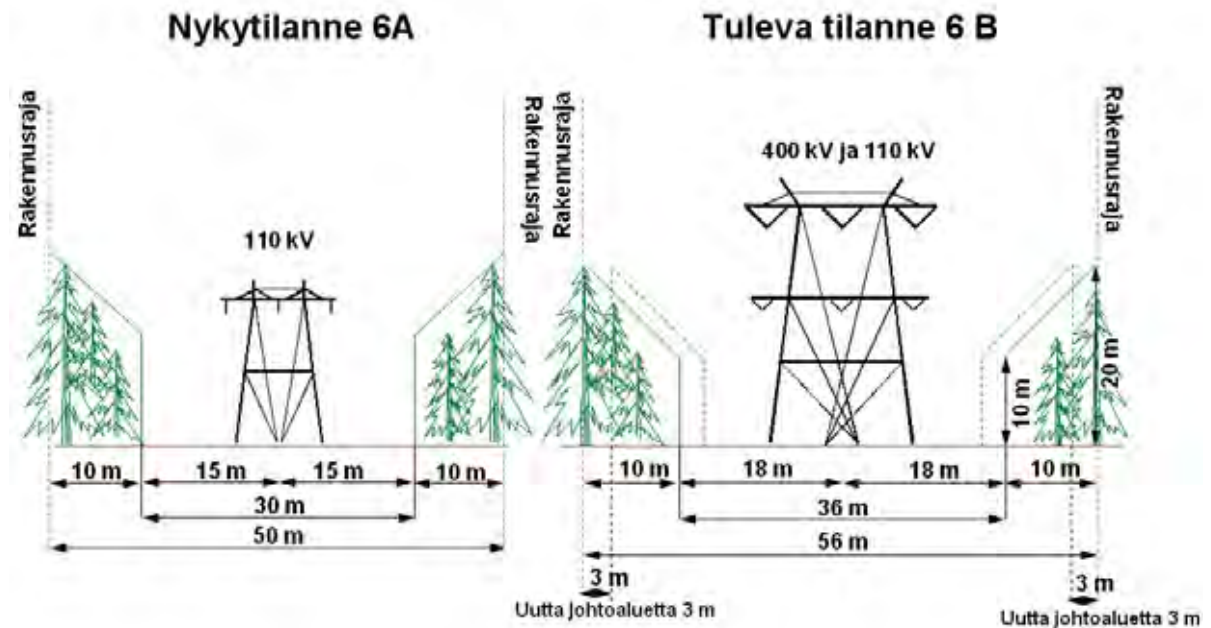 Nykytilanne 6A
Rakennusraja
Rakennusraja
110 kV
10 m
15 m
15 m
10 m
30 m
50 m
Tuleva tilanne 6 B
Rakennusraja
Rakennusraja
400 kV ja 110 kV
10 m
20 m
10 m
18 m
18 m
10 m
36 m
56 m
3 m
3 m
Uutta johtoaluetta 3 m
Uutta johtoaluetta 3 m